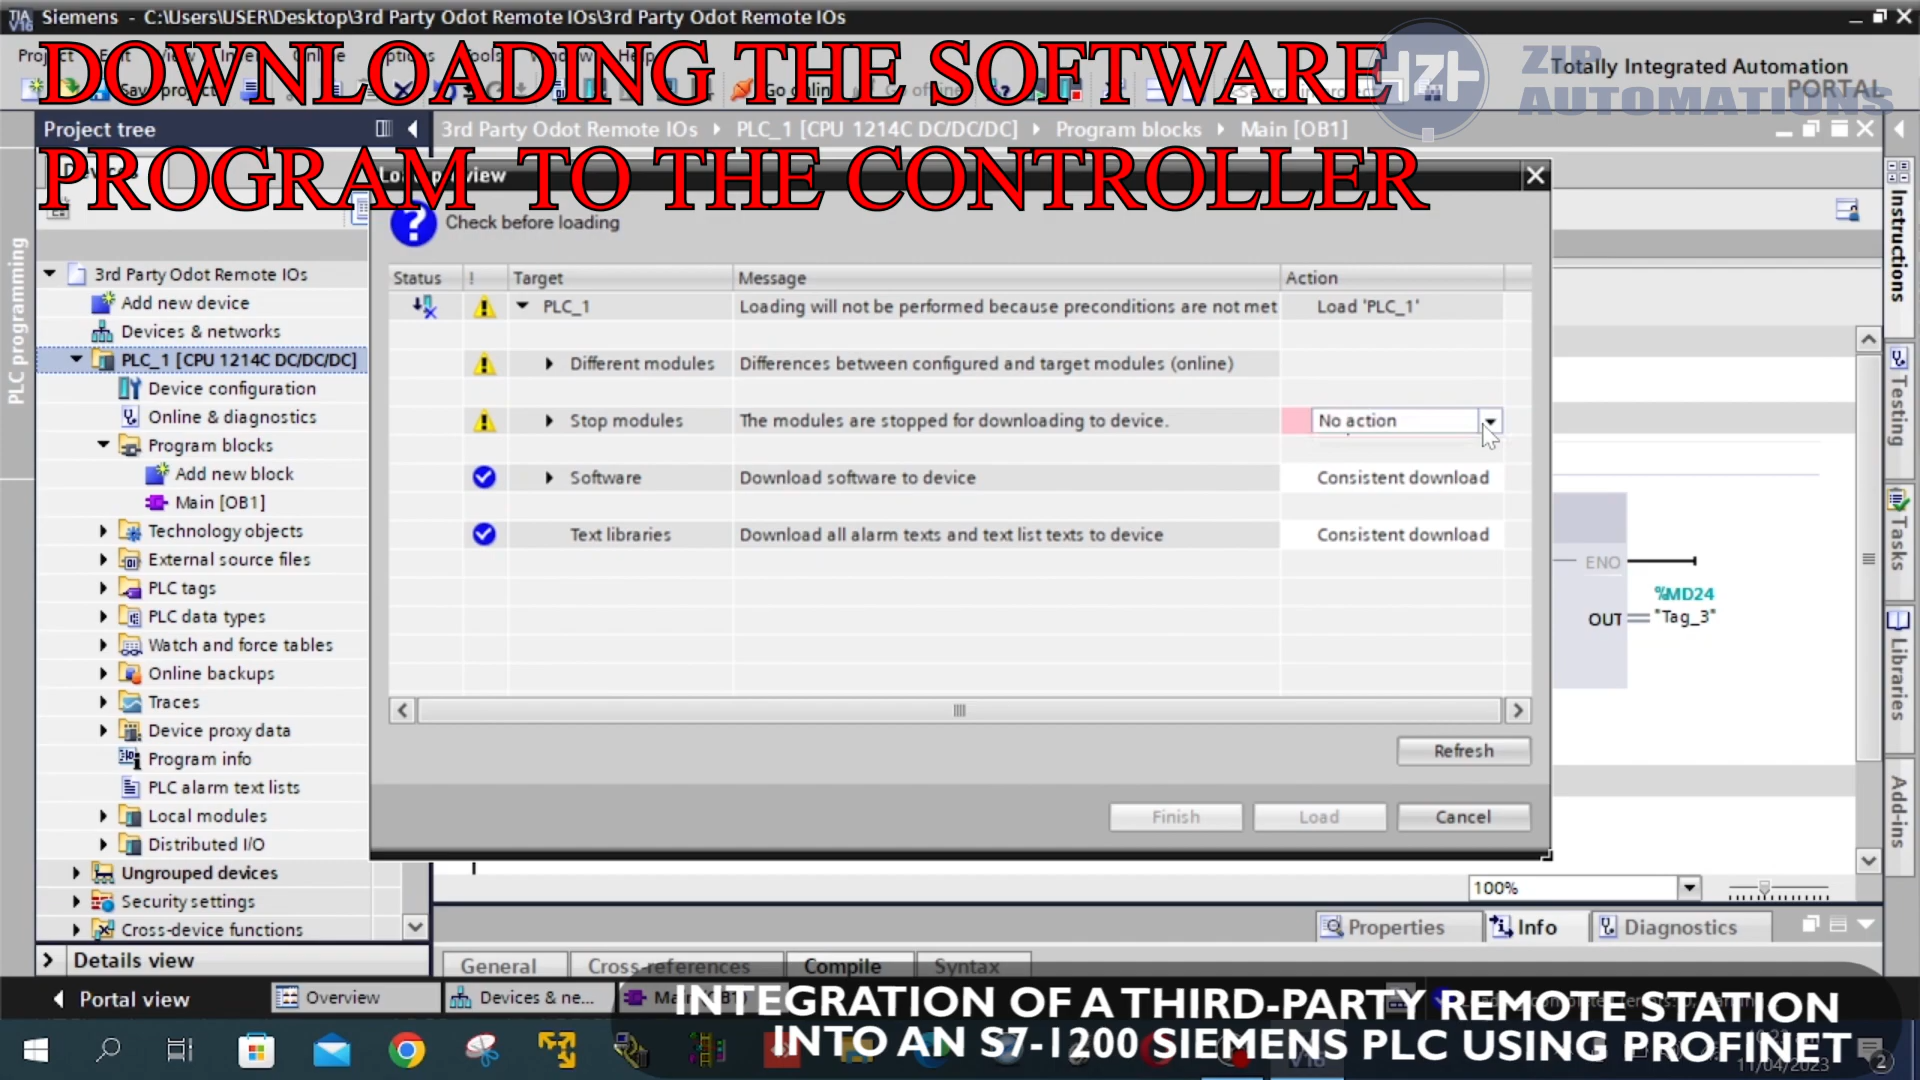 Siemens - C:\Users\USER\Desktop\3rd Party Odot Remote IOs\3rd Party Odot Remote IOs
DOWNLOADING THE SOFTWARE
PROGRAM TO THE CONTROLLER
Totally Integrated Automation
PORTAL
ZIP
AUTOMATIONS
Project tree
3rd Party Odot Remote IOs PLC_1 [CPU 1214C DC/DC/DC] Program blocks Main [OB1]
Check before loading
Status ! Target Message Action
PLC_1 Loading will not be performed because preconditions are not met Load 'PLC_1'
Different modules Differences between configured and target modules (online)
Stop modules The modules are stopped for downloading to device. No action
Software Download software to device Consistent download
Text libraries Download all alarm texts and text list texts to device Consistent download
Refresh
Finish Load Cancel
PLC programming
3rd Party Odot Remote IOs
Add new device
Devices & networks
PLC_1 [CPU 1214C DC/DC/DC]
Device configuration
Online & diagnostics
Program blocks
Add new block
Main [OB1]
Technology objects
External source files
PLC tags
PLC data types
Watch and force tables
Online backups
Traces
Device proxy data
Program info
PLC alarm text lists
Local modules
Distributed I/O
Ungrouped devices
Security settings
Cross-device functions
Details view
ENO
%MD24
OUT "Tag_3"
Instructions
Testing
Tasks
Libraries
Add-ins
100%
Properties Info Diagnostics
General Cross-references Compile Syntax
Portal view Overview Devices & ne...
INTEGRATION OF A THIRD-PARTY REMOTE STATION
INTO AN S7-1200 SIEMENS PLC USING PROFINET
11/04/2023
2